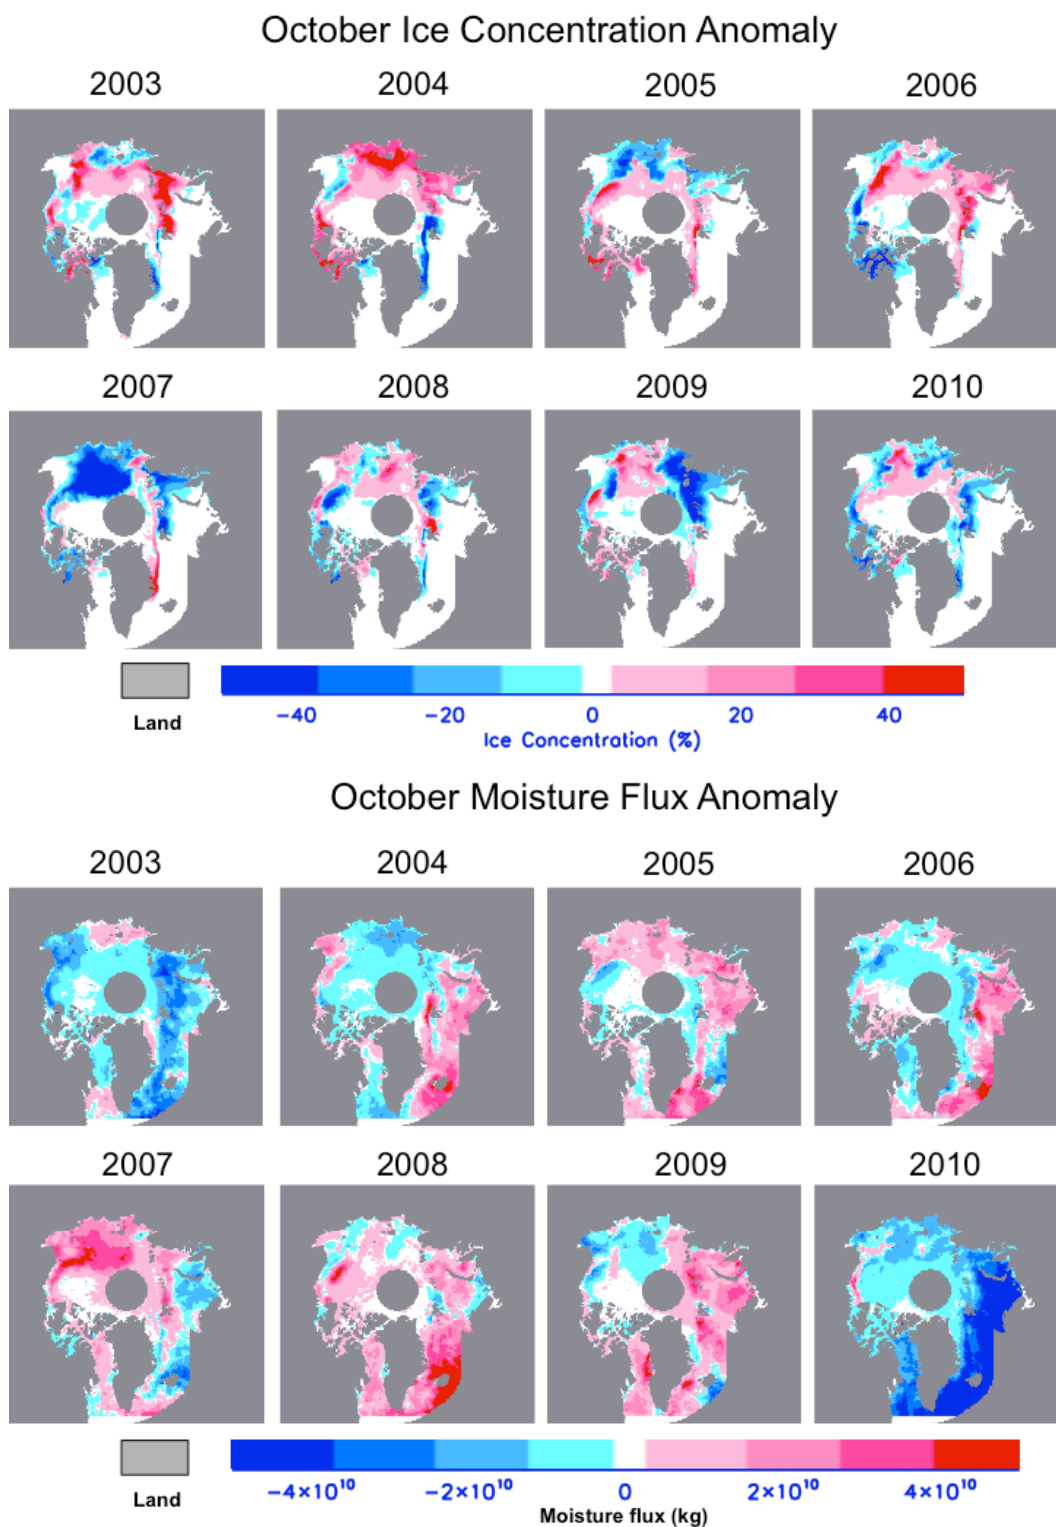 October Ice Concentration Anomaly
2003 2004 2005 2006
2007 2008 2009 2010
Land
−40 −20 0 20 40
Ice Concentration (%)
October Moisture Flux Anomaly
2003 2004 2005 2006
2007 2008 2009 2010
Land
−4×10¹⁰ −2×10¹⁰ 0 2×10¹⁰ 4×10¹⁰
Moisture flux (kg)